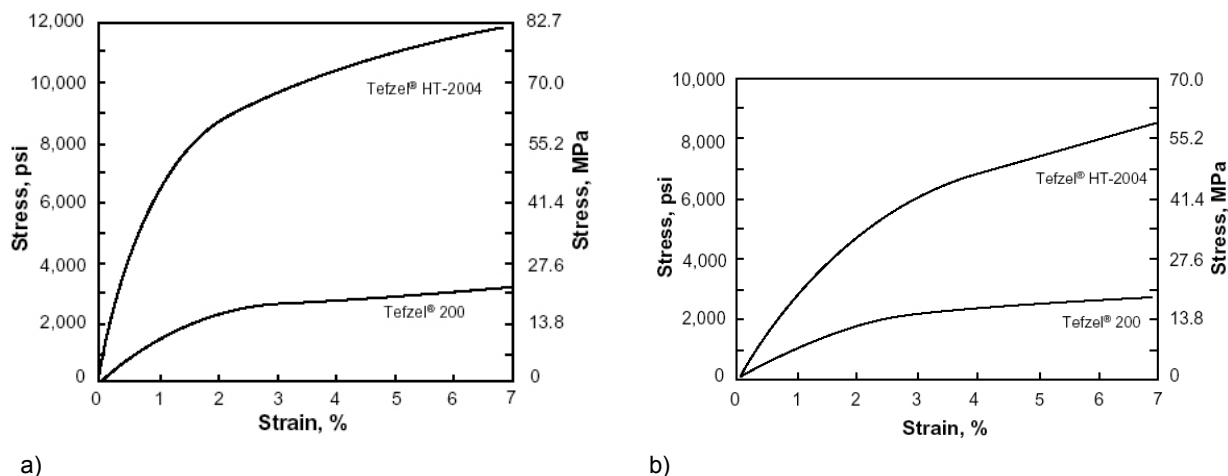 12,000
10,000
8,000
6,000
4,000
2,000
0
Stress, psi
82.7
70.0
55.2
41.4
27.6
13.8
0
Stress, MPa
Tefzel® HT-2004
Tefzel® 200
0 1 2 3 4 5 6 7
Strain, %
a)
10,000
8,000
6,000
4,000
2,000
0
Stress, psi
70.0
55.2
41.4
27.6
13.8
0
Stress, MPa
Tefzel® HT-2004
Tefzel® 200
0 1 2 3 4 5 6 7
Strain, %
b)